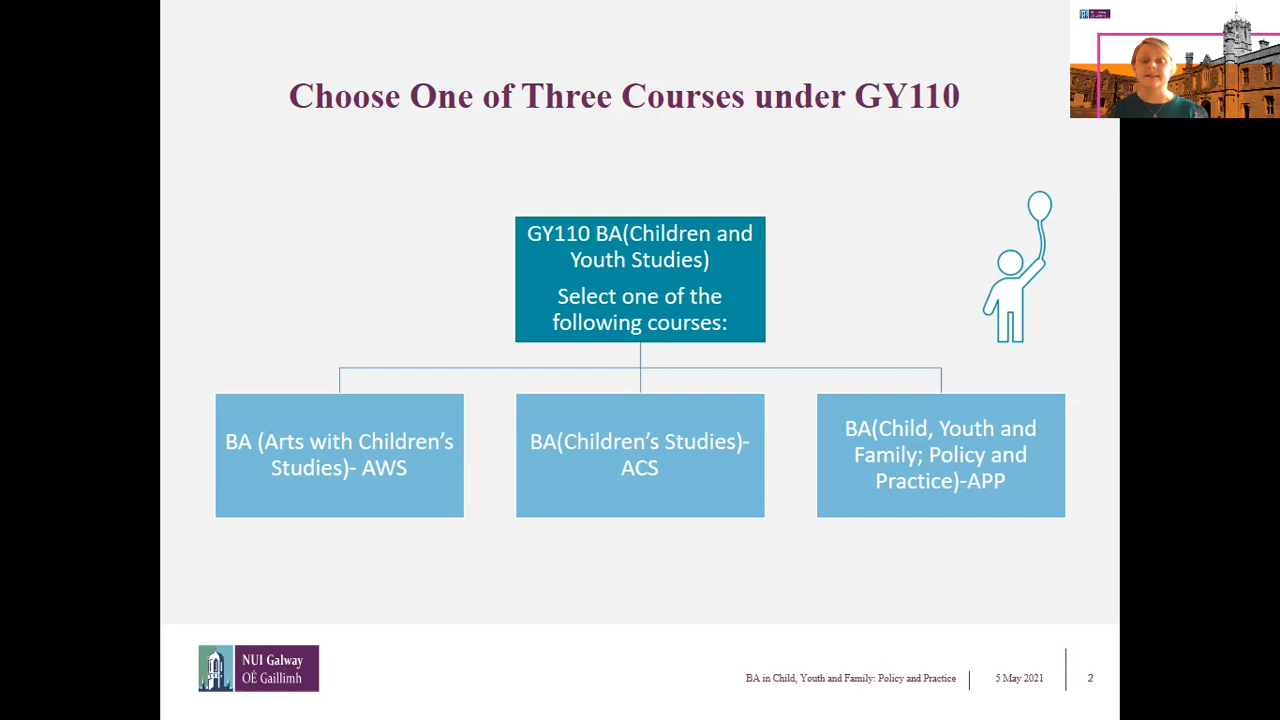 Choose One of Three Courses under GY110
GY110 BA(Children and
Youth Studies)
Select one of the
following courses:
BA (Arts with Children’s
Studies)- AWS
BA(Children’s Studies)-
ACS
BA(Child, Youth and
Family; Policy and
Practice)-APP
NUI Galway
OÉ Gaillimh
BA in Child, Youth and Family: Policy and Practice
5 May 2021
2